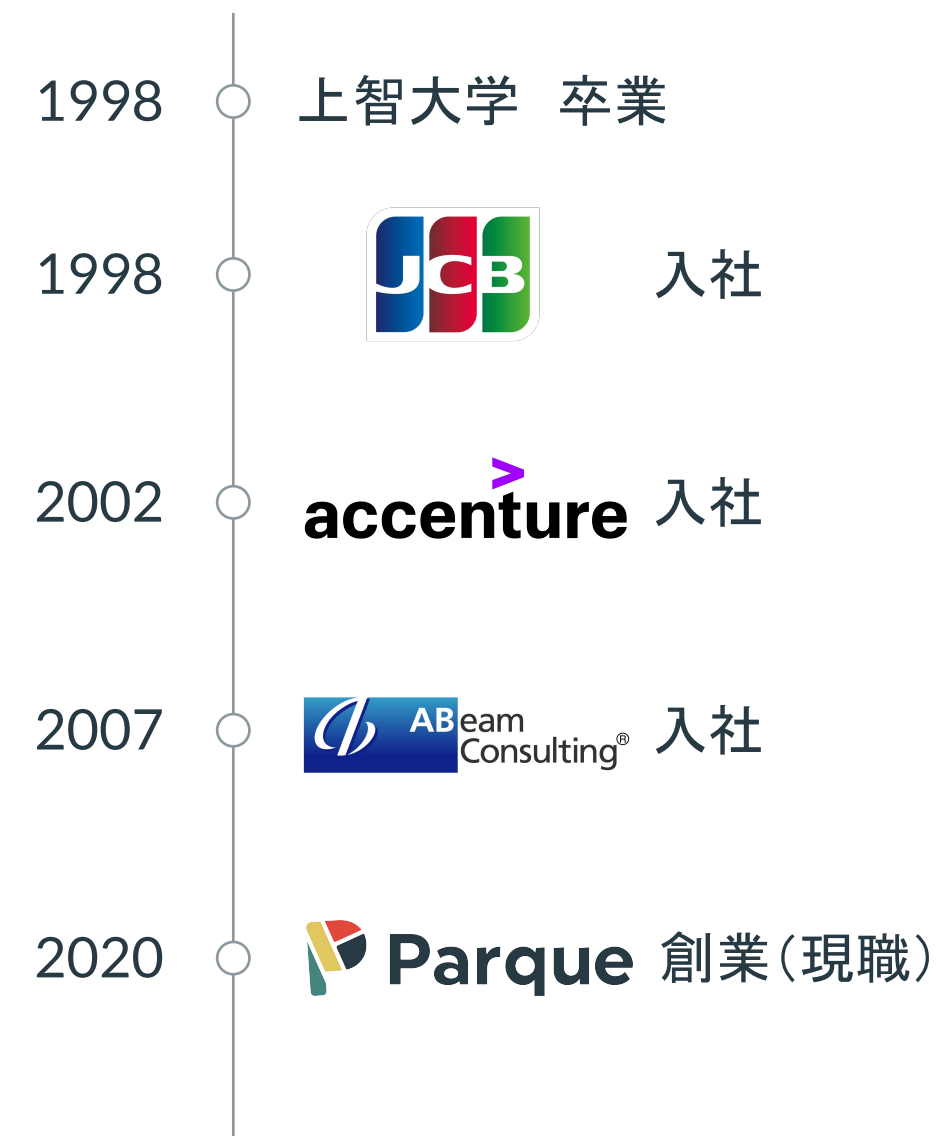 1998 上智大学 卒業
1998 JCB 入社
2002 accenture 入社
2007 ABeam Consulting® 入社
2020 Parque 創業（現職）